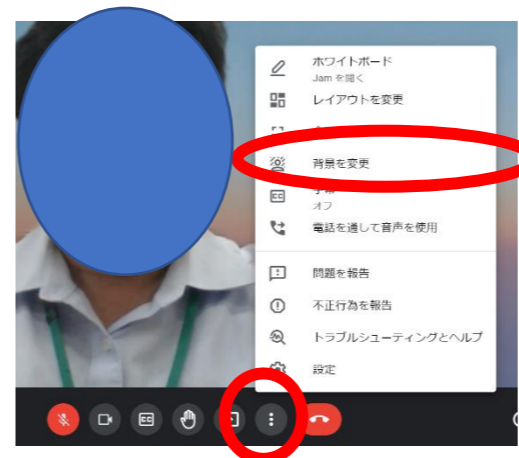 ホワイトボード
Jam を開く
レイアウトを変更
背景を変更
オフ
電話を通して音声を使用
問題を報告
不正行為を報告
トラブルシューティングとヘルプ
設定